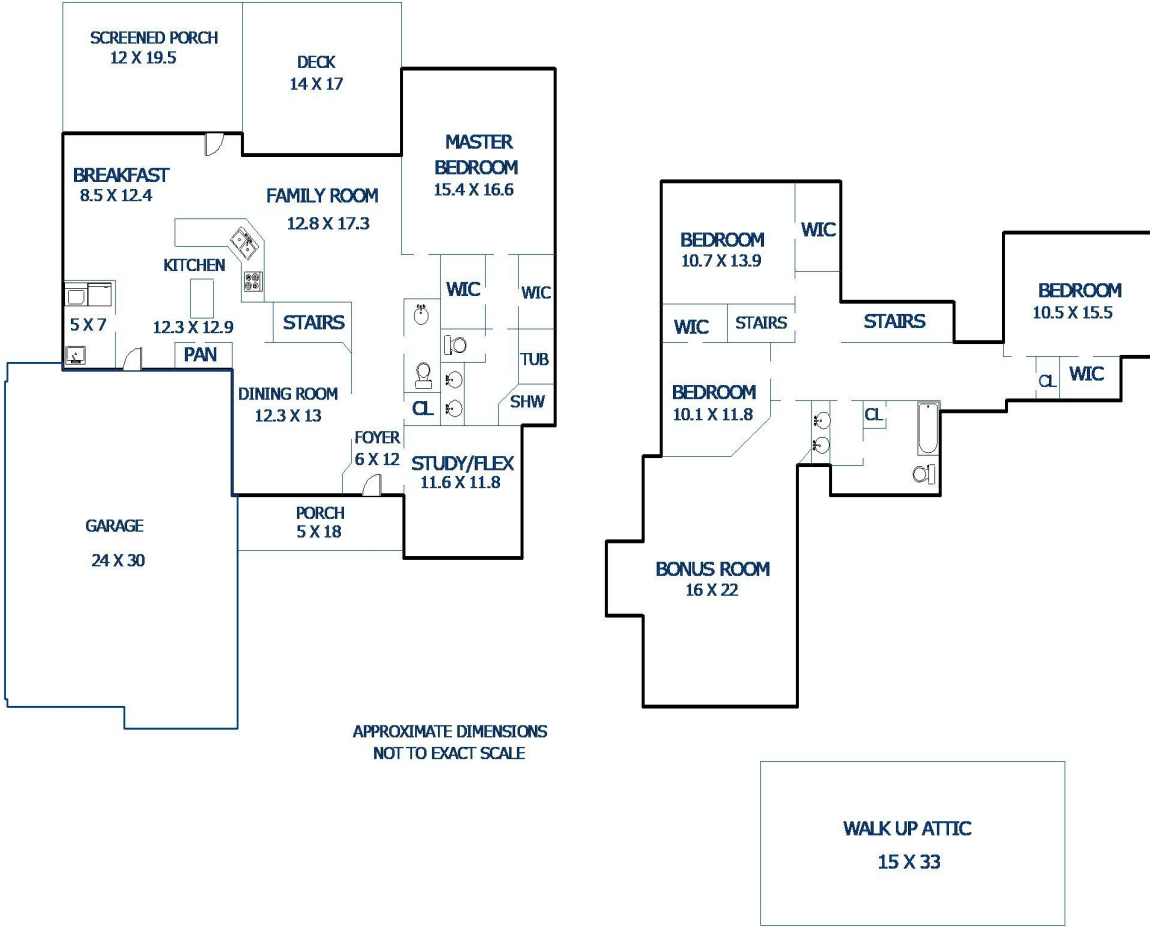 SCREENED PORCH
12 X 19.5
DECK
14 X 17
MASTER
BEDROOM
15.4 X 16.6
BREAKFAST
8.5 X 12.4
FAMILY ROOM
12.8 X 17.3
KITCHEN
12.3 X 12.9
5 X 7
PAN
STAIRS
WIC
WIC
TUB
SHW
CL
DINING ROOM
12.3 X 13
FOYER
6 X 12
STUDY/FLEX
11.6 X 11.8
PORCH
5 X 18
GARAGE
24 X 30
APPROXIMATE DIMENSIONS
NOT TO EXACT SCALE
BEDROOM
10.7 X 13.9
WIC
WIC
STAIRS
STAIRS
BEDROOM
10.5 X 15.5
CL
WIC
BEDROOM
10.1 X 11.8
CL
BONUS ROOM
16 X 22
WALK UP ATTIC
15 X 33